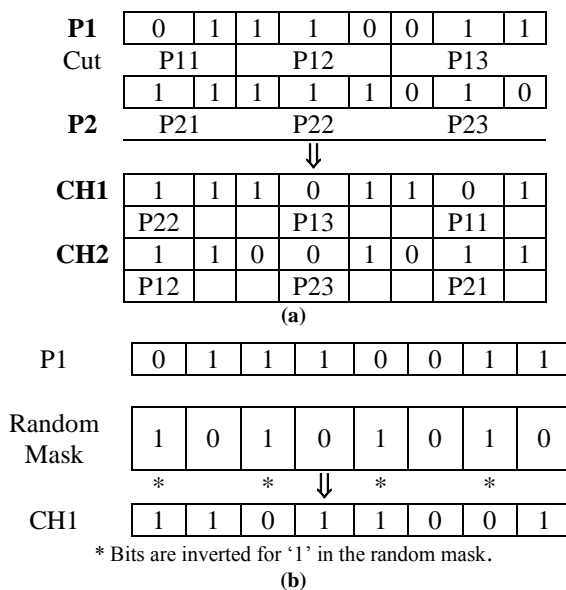 P1 0 1 1 1 0 0 1 1
Cut P11 P12 P13
1 1 1 1 1 0 1 0
P2 P21 P22 P23
⇓
CH1 1 1 1 0 1 1 0 1
P22 P13 P11
CH2 1 1 0 0 1 0 1 1
P12 P23 P21
(a)
P1 0 1 1 1 0 0 1 1
Random
Mask 1 0 1 0 1 0 1 0
* * ⇓ * *
CH1 1 1 0 1 1 0 0 1
* Bits are inverted for ‘1’ in the random mask.
(b)